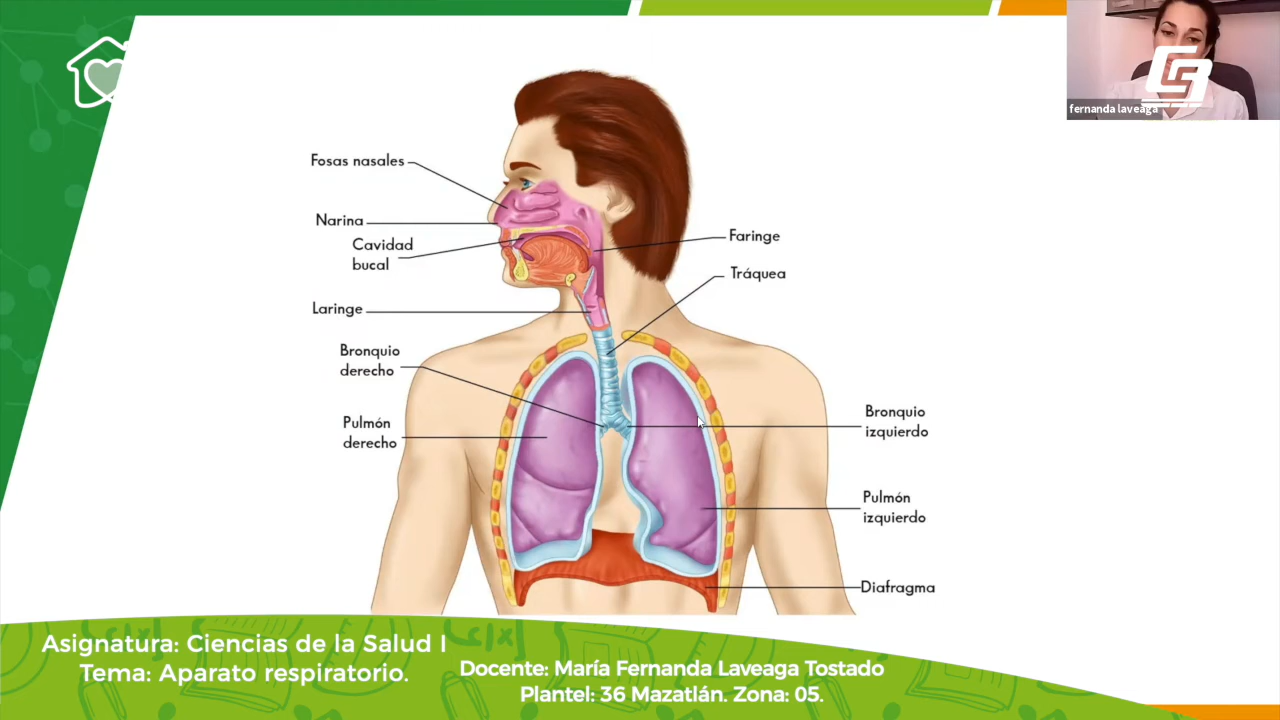 fernanda laveaga
Fosas nasales
Narina
Cavidad
bucal
Laringe
Bronquio
derecho
Pulmón
derecho
Faringe
Tráquea
Bronquio
izquierdo
Pulmón
izquierdo
Diafragma
Asignatura: Ciencias de la Salud I
Tema: Aparato respiratorio.
Docente: María Fernanda Laveaga Tostado
Plantel: 36 Mazatlán. Zona: 05.